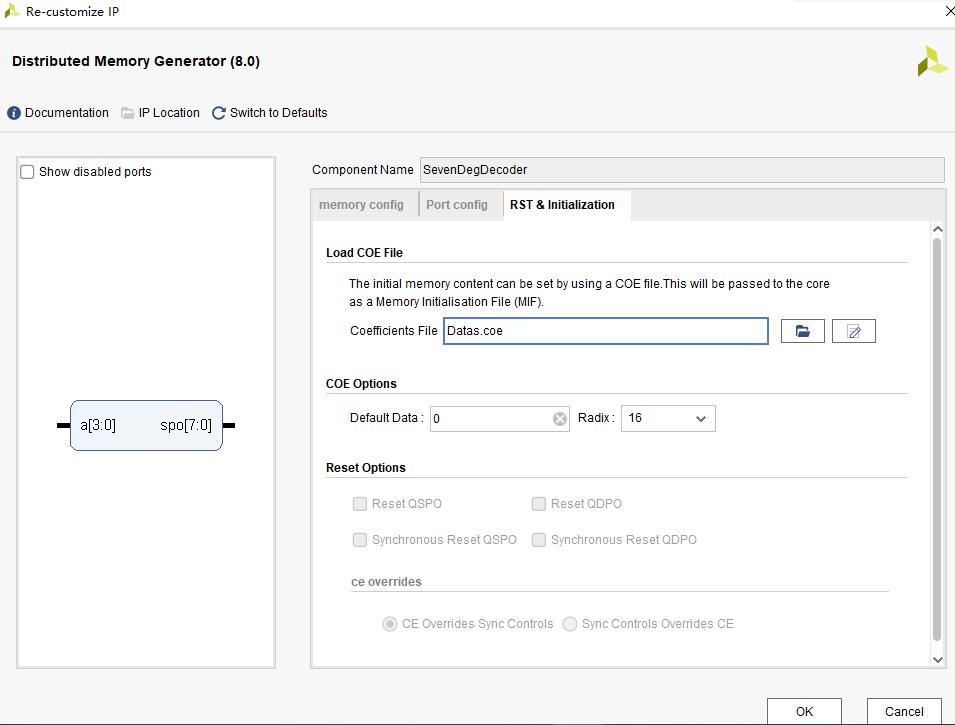 Re-customize IP
Distributed Memory Generator (8.0)
Documentation IP Location Switch to Defaults
Show disabled ports
a[3:0] spo[7:0]
Component Name SevenDegDecoder
memory config Port config RST & Initialization
Load COE File
The initial memory content can be set by using a COE file.This will be passed to the core
as a Memory Initialisation File (MIF).
Coefficients File Datas.coe
COE Options
Default Data : 0 Radix : 16
Reset Options
Reset QSPO Reset QDPO
Synchronous Reset QSPO Synchronous Reset QDPO
ce overrides
CE Overrides Sync Controls Sync Controls Overrides CE
OK Cancel